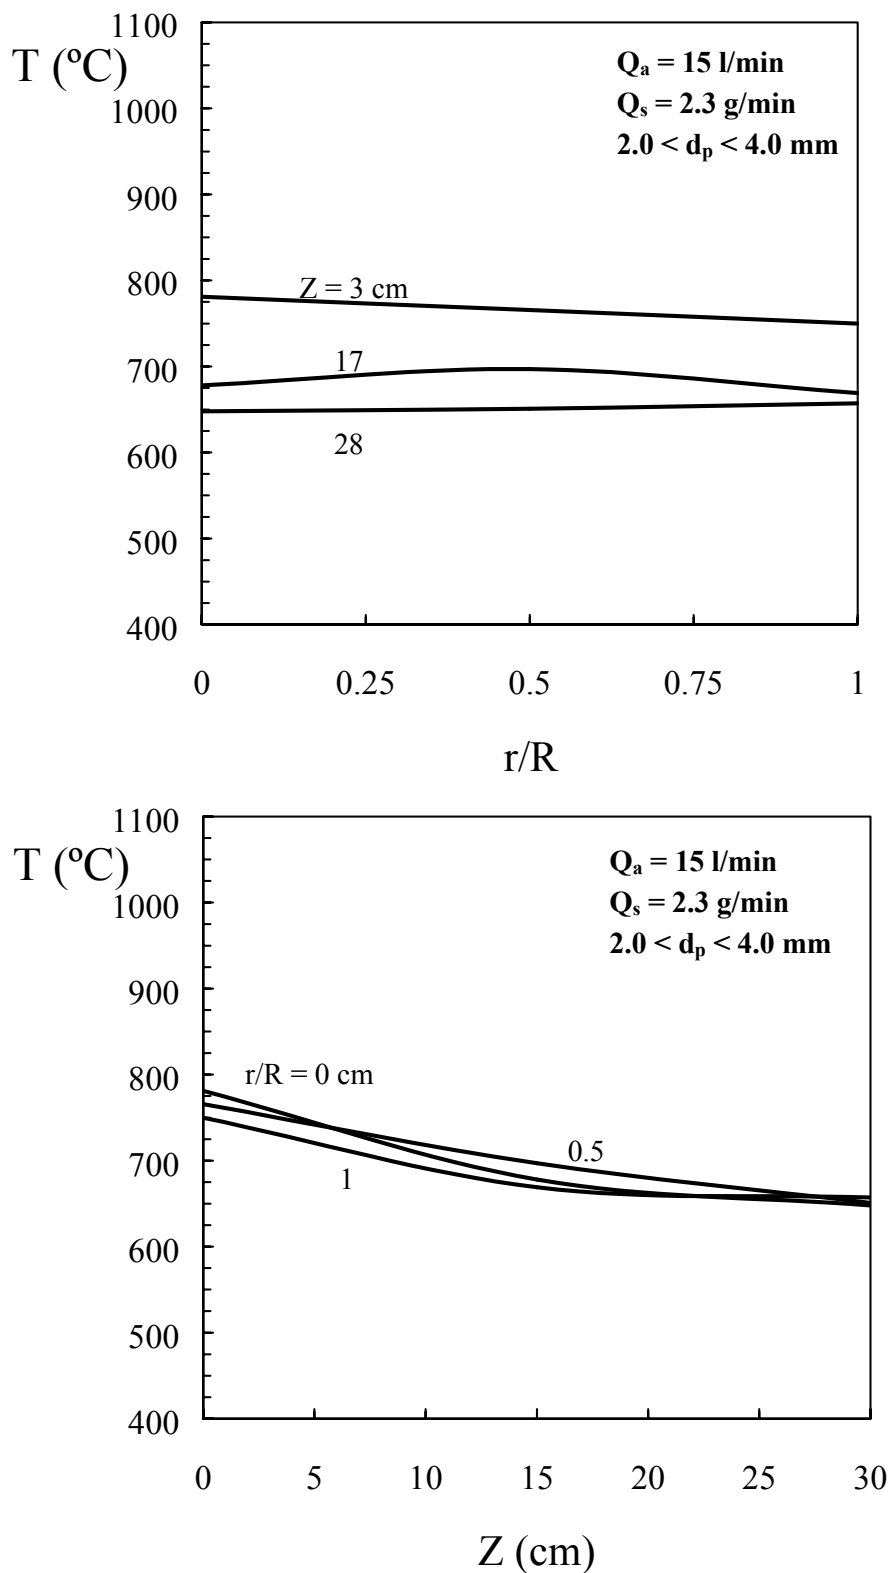 1100
T (ºC)
Qₐ = 15 l/min
1000
Qₛ = 2.3 g/min
2.0 < dₚ < 4.0 mm
900
800
Z = 3 cm
700
17
600
28
500
400
0 0.25 0.5 0.75 1
r/R
1100
T (ºC)
Qₐ = 15 l/min
1000
Qₛ = 2.3 g/min
2.0 < dₚ < 4.0 mm
900
800
r/R = 0 cm
700
0.5
1
600
500
400
0 5 10 15 20 25 30
Z (cm)